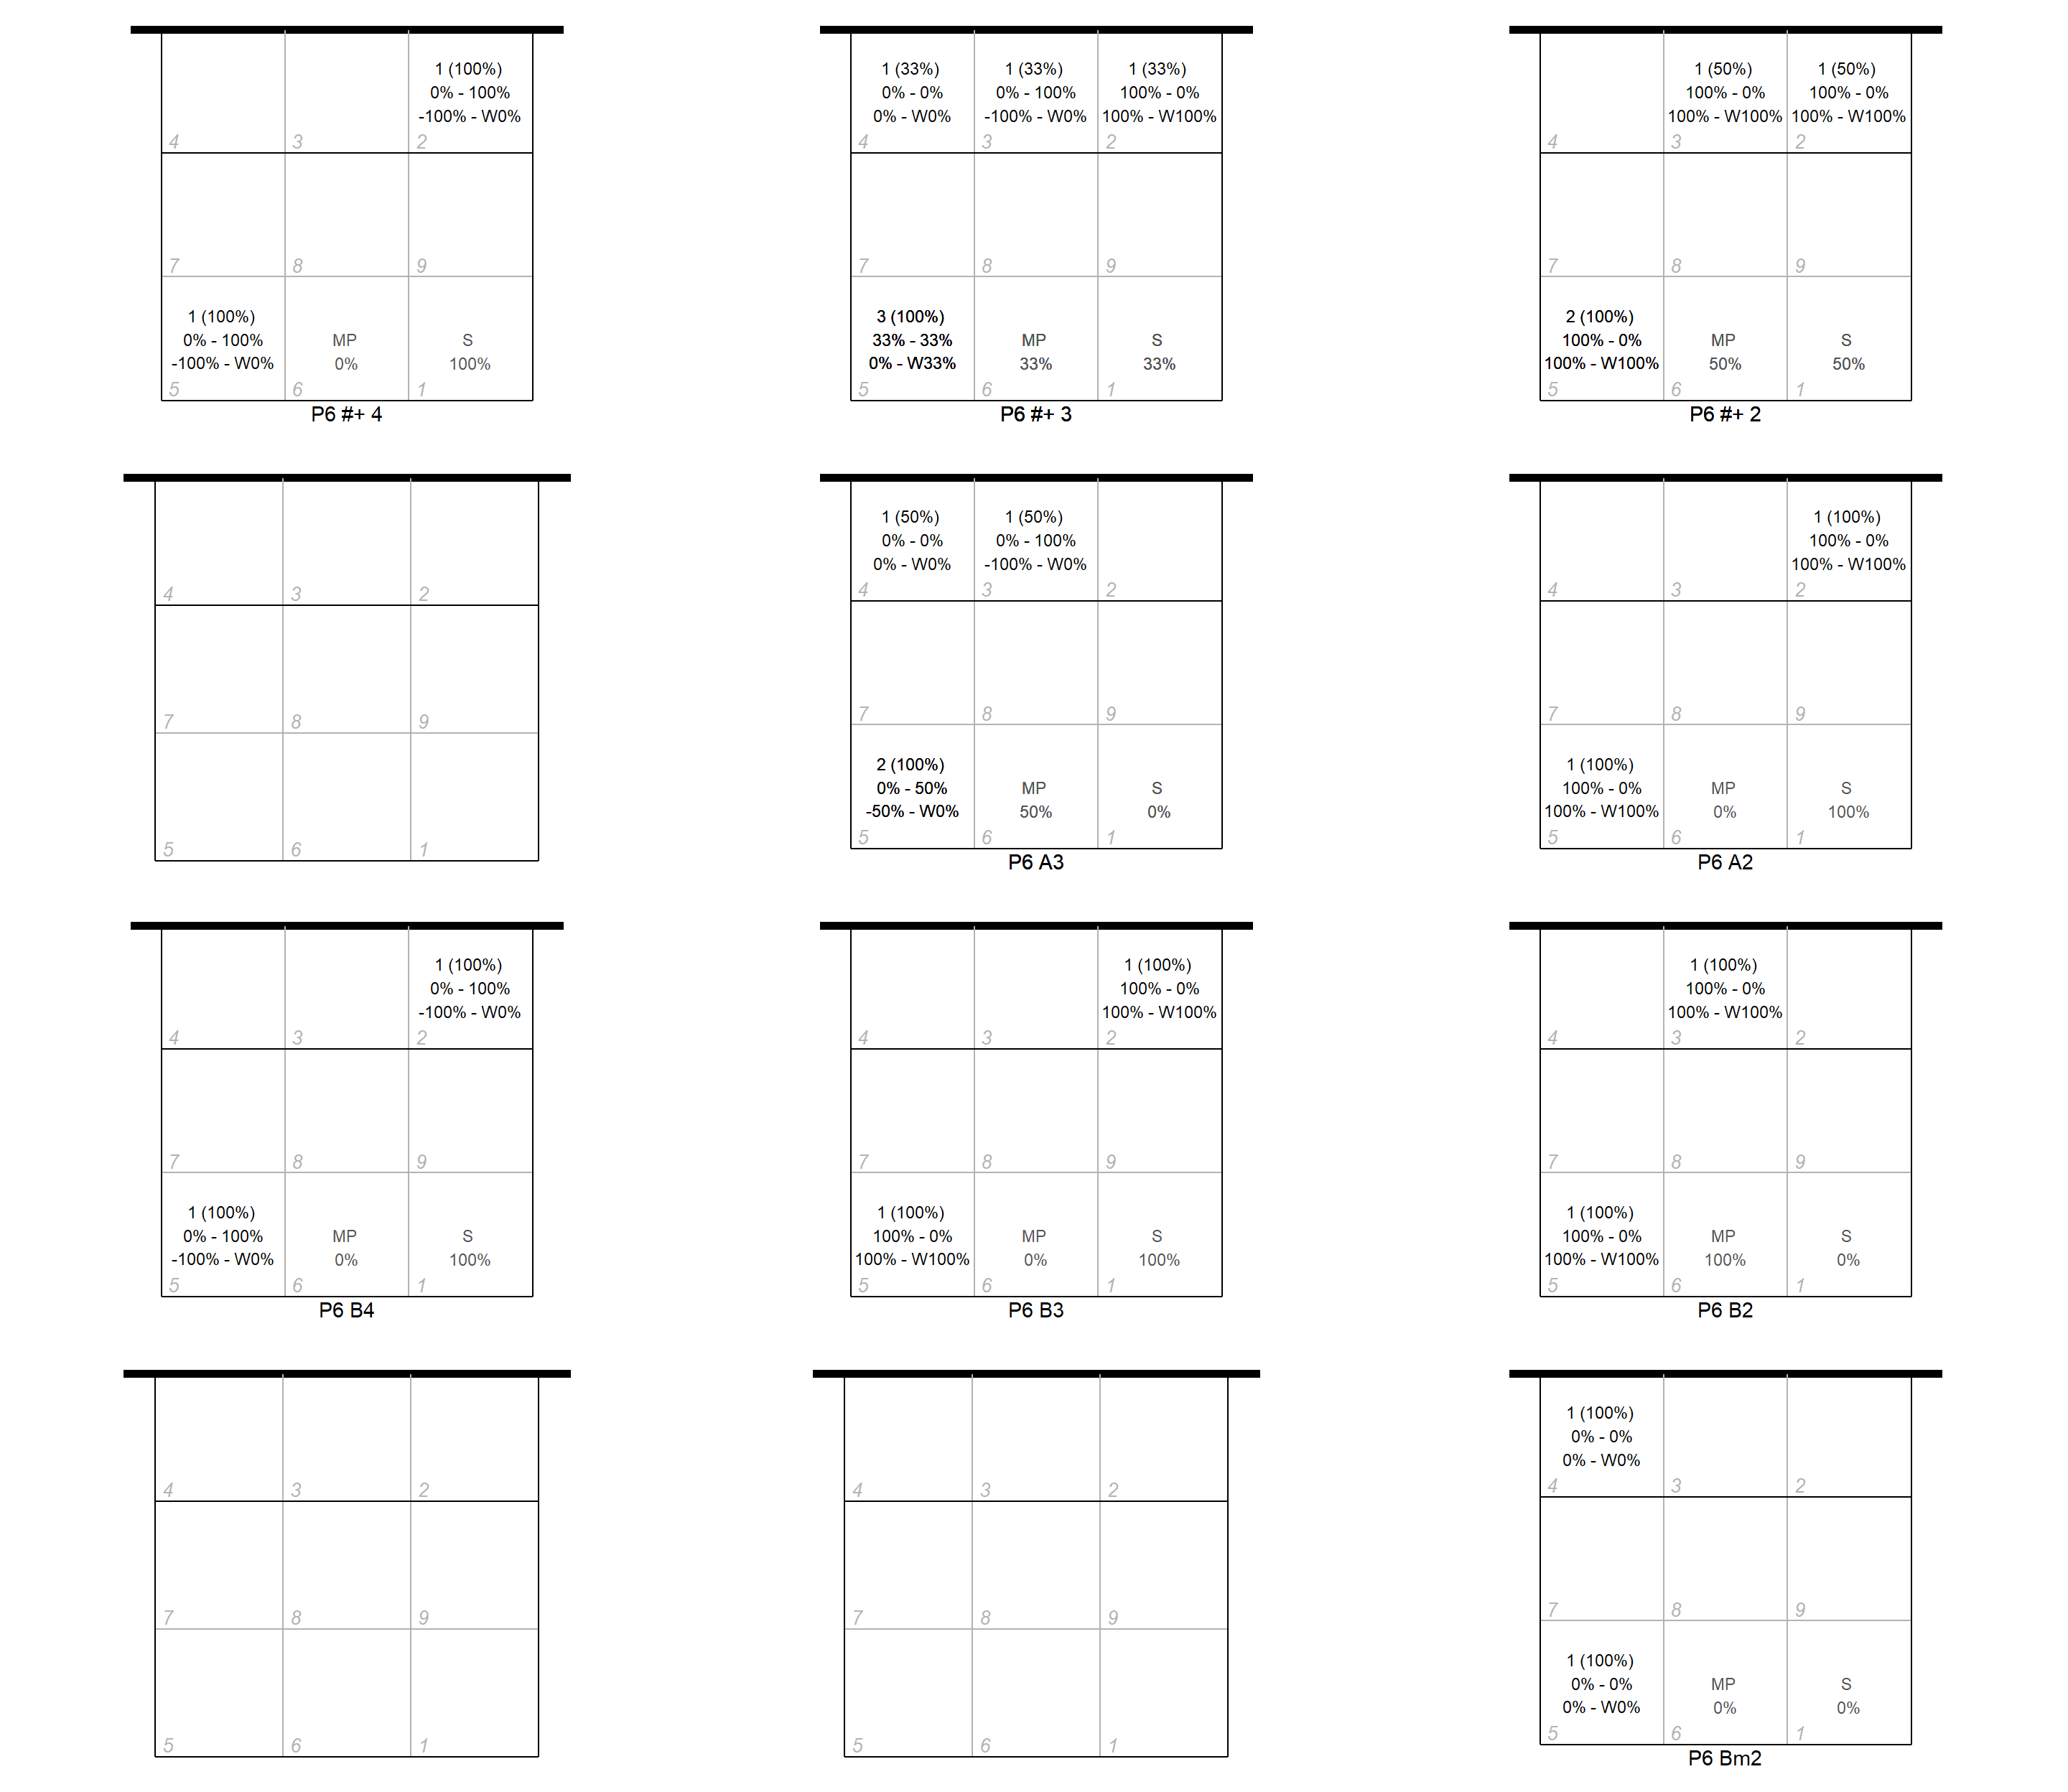 1 (100%)
0% - 100%
-100% - W0%
4 3 2
7 8 9
1 (100%)
0% - 100% MP S
-100% - W0% 0% 100%
5 6 1
P6 #+ 4
1 (33%) 1 (33%) 1 (33%)
0% - 0% 0% - 100% 100% - 0%
0% - W0% -100% - W0% 100% - W100%
4 3 2
7 8 9
3 (100%)
33% - 33% MP S
0% - W33% 33% 33%
5 6 1
P6 #+ 3
1 (50%) 1 (50%)
100% - 0% 100% - 0%
100% - W100% 100% - W100%
4 3 2
7 8 9
2 (100%)
100% - 0% MP S
100% - W100% 50% 50%
5 6 1
P6 #+ 2
4 3 2
7 8 9
5 6 1
1 (50%) 1 (50%)
0% - 0% 0% - 100%
0% - W0% -100% - W0%
4 3 2
7 8 9
2 (100%)
0% - 50% MP S
-50% - W0% 50% 0%
5 6 1
P6 A3
1 (100%)
100% - 0%
100% - W100%
4 3 2
7 8 9
1 (100%)
100% - 0% MP S
100% - W100% 0% 100%
5 6 1
P6 A2
1 (100%)
0% - 100%
-100% - W0%
4 3 2
7 8 9
1 (100%)
0% - 100% MP S
-100% - W0% 0% 100%
5 6 1
P6 B4
1 (100%)
100% - 0%
100% - W100%
4 3 2
7 8 9
1 (100%)
100% - 0% MP S
100% - W100% 0% 100%
5 6 1
P6 B3
1 (100%)
100% - 0%
100% - W100%
4 3 2
7 8 9
1 (100%)
100% - 0% MP S
100% - W100% 100% 0%
5 6 1
P6 B2
4 3 2
7 8 9
5 6 1
4 3 2
7 8 9
5 6 1
1 (100%)
0% - 0%
0% - W0%
4 3 2
7 8 9
1 (100%)
0% - 0% MP S
0% - W0% 0% 0%
5 6 1
P6 Bm2